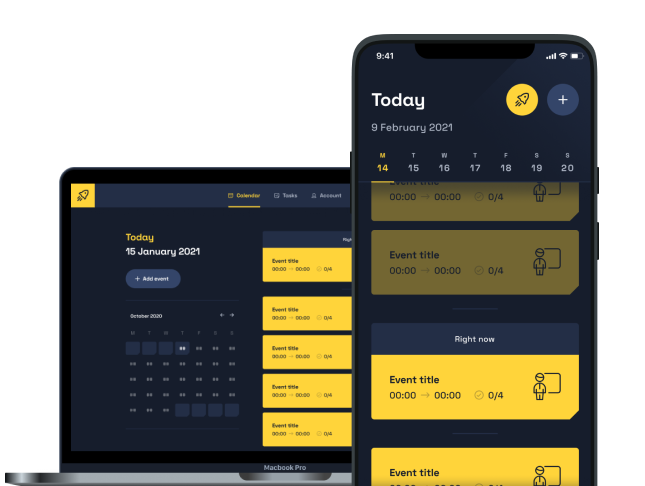 9:41
Today
9 February 2021
M T W T F S S
14 15 16 17 18 19 20
Event title
00:00 → 00:00 0/4
Event title
00:00 → 00:00 0/4
Right now
Event title
00:00 → 00:00 0/4
Event title
Calendar Tasks Account
Today
15 January 2021
+ Add event
October 2020
← →
M T W T F S S
Event title
00:00 → 00:00 0/4
Event title
00:00 → 00:00 0/4
Event title
00:00 → 00:00 0/4
Event title
00:00 → 00:00 0/4
Event title
00:00 → 00:00 0/4
Macbook Pro